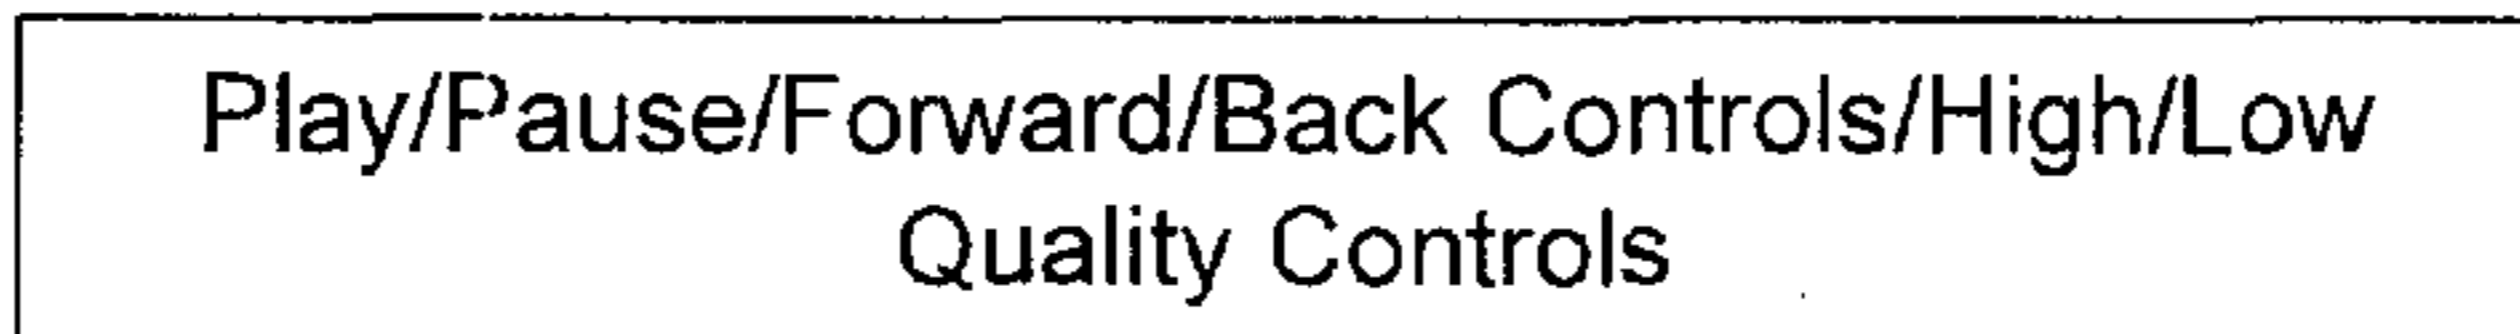 Play/Pause/Forward/Back Controls/High/Low
Quality Controls